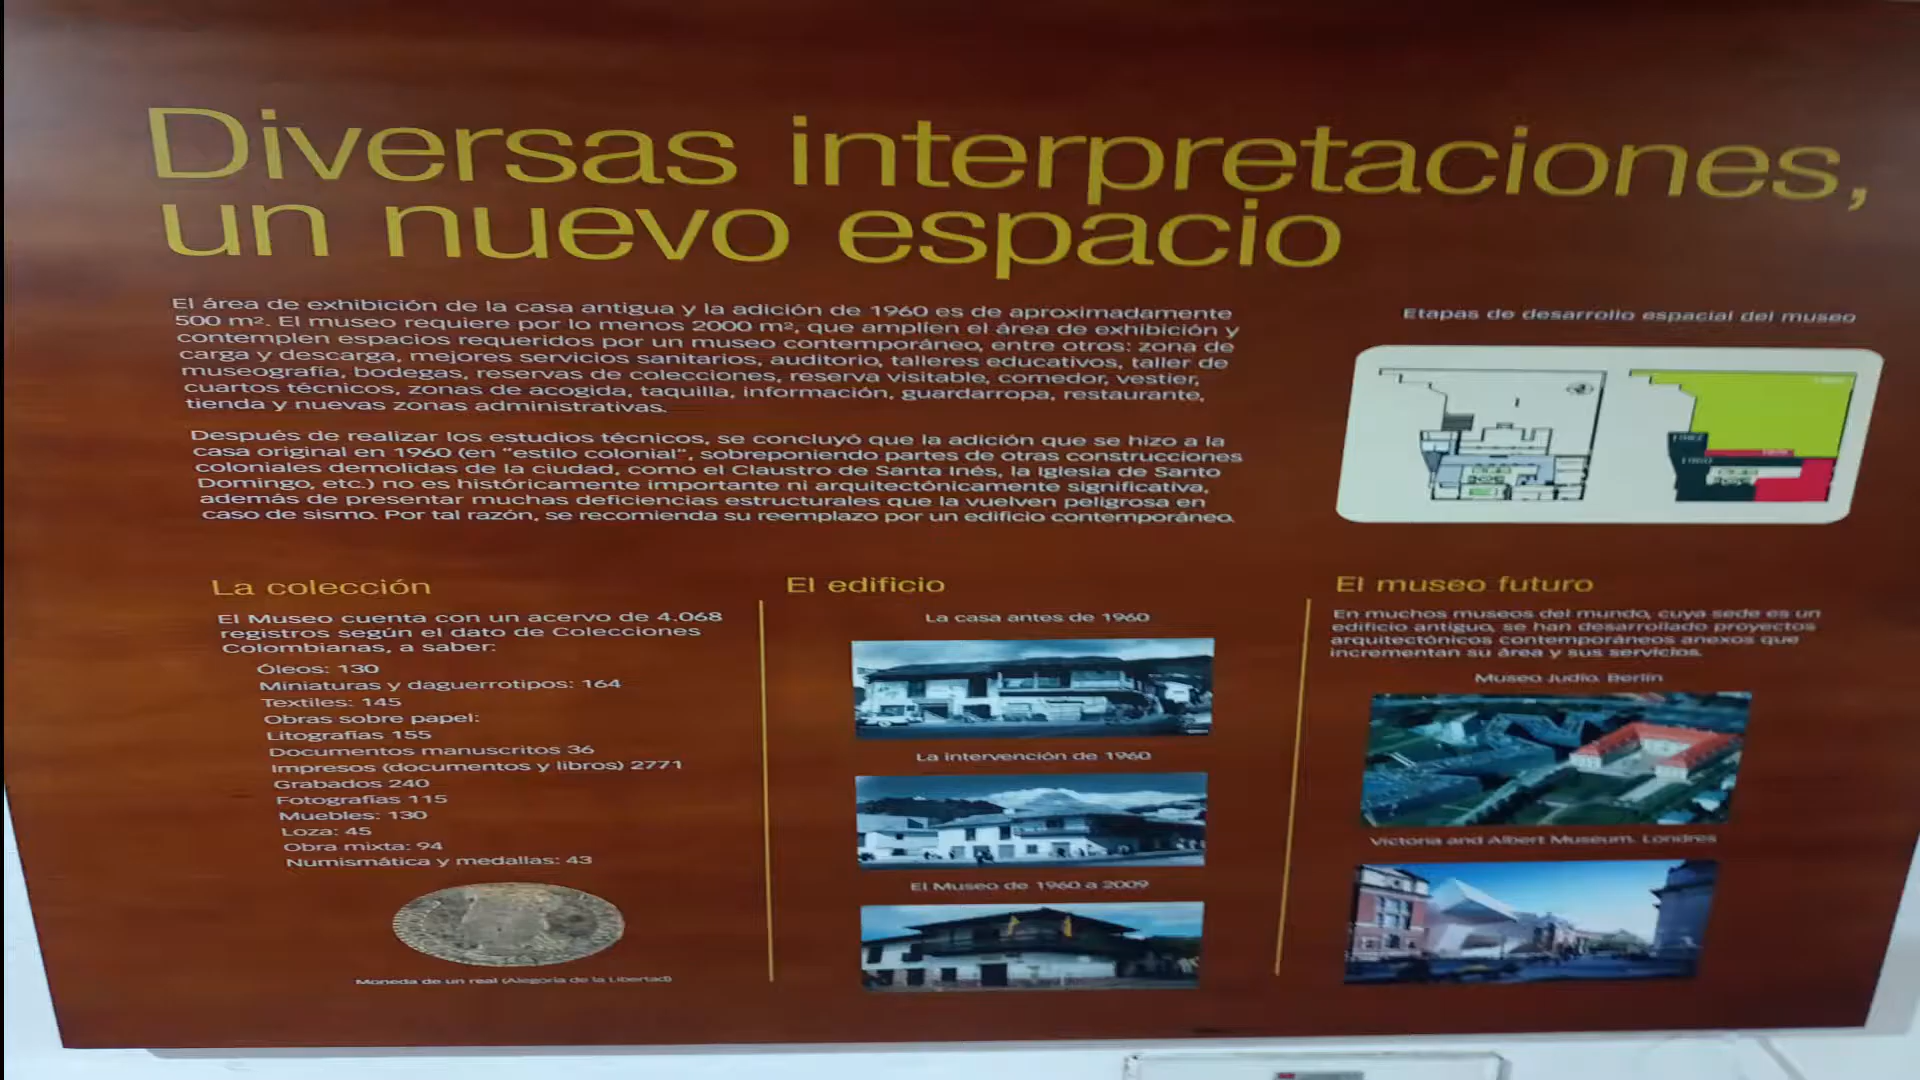 Diversas interpretaciones,
un nuevo espacio
El área de exhibición de la casa antigua y la adición de 1960 es de aproximadamente
500 m². El museo requiere por lo menos 2000 m², que amplíen el área de exhibición y
contemplen espacios requeridos por un museo contemporáneo, entre otros: zona de
carga y descarga, mejores servicios sanitarios, auditorio, talleres educativos, taller de
museografía, bodegas, reservas de colecciones, reserva visitable, comedor, vestier,
cuartos técnicos, zonas de acogida, taquilla, información, guardarropa, restaurante,
tienda y nuevas zonas administrativas.
Después de realizar los estudios técnicos, se concluyó que la adición que se hizo a la
casa original en 1960 (en "estilo colonial", sobreponiendo partes de otras construcciones
coloniales demolidas de la ciudad, como el Claustro de Santa Inés, la Iglesia de Santo
Domingo, etc.) no es históricamente importante ni arquitectónicamente significativa,
además de presentar muchas deficiencias estructurales que la vuelven peligrosa en
caso de sismo. Por tal razón, se recomienda su reemplazo por un edificio contemporáneo.
Etapas de desarrollo espacial del museo
1960
La colección
El Museo cuenta con un acervo de 4.068
registros según el dato de Colecciones
Colombianas, a saber:
Óleos: 130
Miniaturas y daguerrotipos: 164
Textiles: 145
Obras sobre papel:
Litografías 155
Documentos manuscritos 36
Impresos (documentos y libros) 2771
Grabados 240
Fotografías 115
Muebles: 130
Loza: 45
Obra mixta: 94
Numismática y medallas: 43
Moneda de un real (Alegoría de la Libertad)
El edificio
La casa antes de 1960
La intervención de 1960
El Museo de 1960 a 2009
El museo futuro
En muchos museos del mundo, cuya sede es un
edificio antiguo, se han desarrollado proyectos
arquitectónicos contemporáneos anexos que
incrementan su área y sus servicios.
Museo Judío. Berlín
Victoria and Albert Museum. Londres